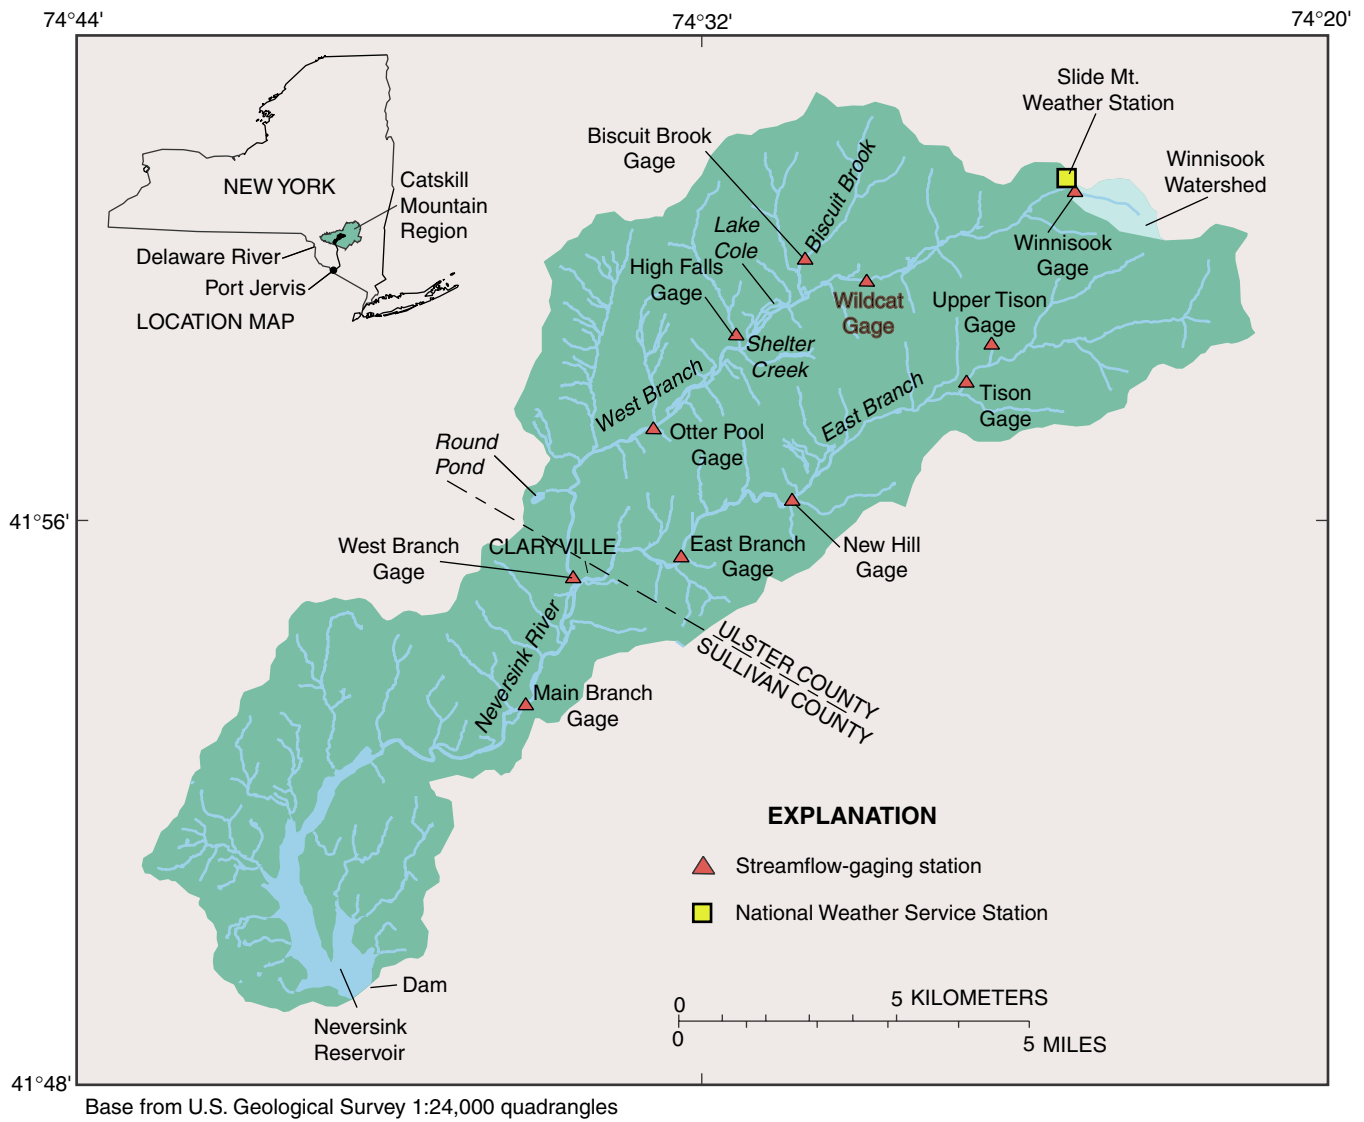 74°44'
74°32'
74°20'
Slide Mt.
Weather Station
Biscuit Brook
Gage
Winnisook
Watershed
NEW YORK
Catskill
Mountain
Region
Biscuit Brook
Lake
Cole
Delaware River
Port Jervis
LOCATION MAP
High Falls
Gage
Winnisook
Gage
Wildcat
Gage
Upper Tison
Gage
Shelter
Creek
West Branch
East Branch
Tison
Gage
Otter Pool
Gage
Round
Pond
41°56'
West Branch
Gage
CLARYVILLE
East Branch
Gage
New Hill
Gage
Neversink River
ULSTER COUNTY
SULLIVAN COUNTY
Main Branch
Gage
EXPLANATION
Streamflow-gaging station
National Weather Service Station
Dam
0 5 KILOMETERS
0 5 MILES
Neversink
Reservoir
41°48'
Base from U.S. Geological Survey 1:24,000 quadrangles